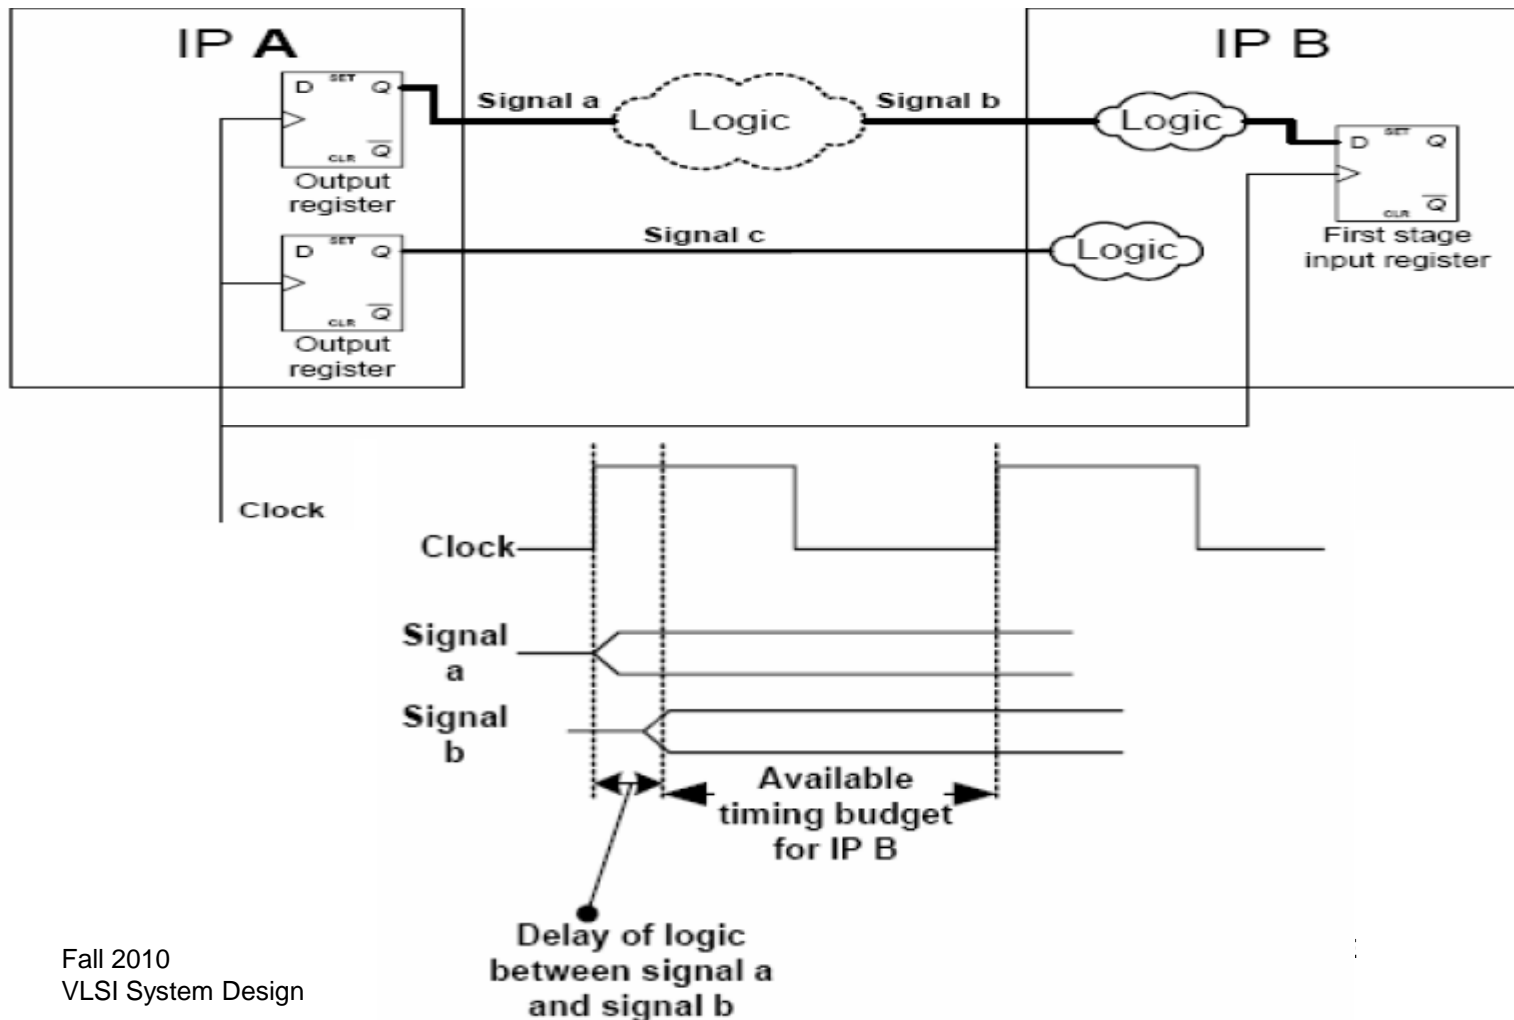 IP A
IP B
D SET Q
CLR Q
Output
register
Signal a
Logic
Signal b
Logic
D SET Q
CLR Q
First stage
input register
D SET Q
CLR Q
Output
register
Signal c
Logic
Clock
Clock
Signal
a
Signal
b
Available
timing budget
for IP B
Delay of logic
between signal a
and signal b
Fall 2010
VLSI System Design